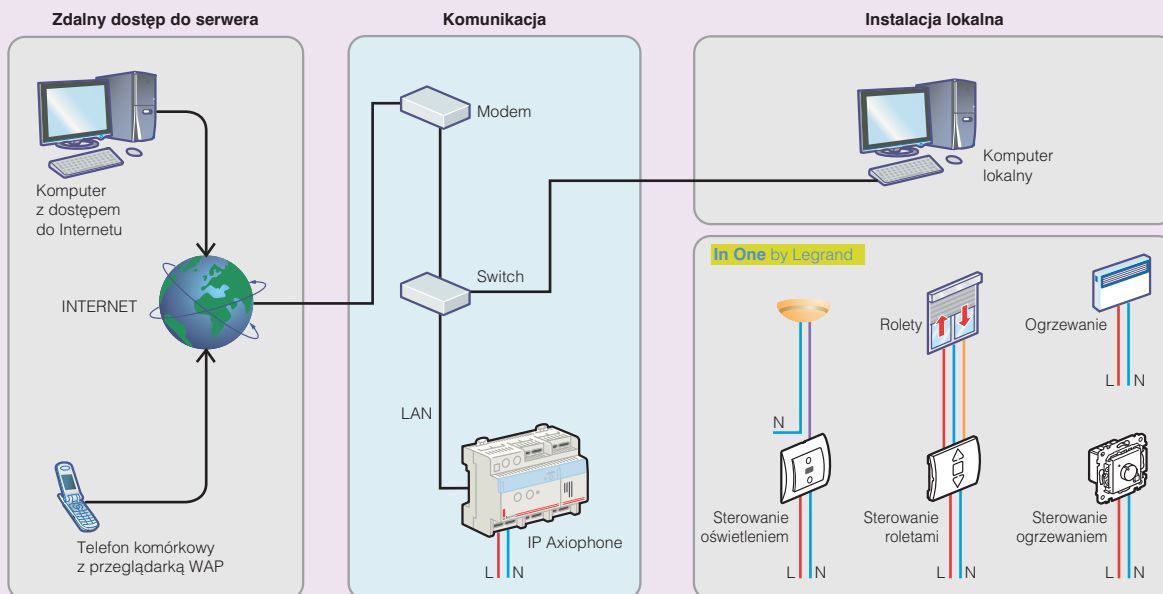 Zdalny dostęp do serwera
Komputer
z dostępem
do Internetu
INTERNET
Telefon komórkowy
z przeglądarką WAP
Komunikacja
Modem
Switch
LAN
IP Axiophone
L N
Instalacja lokalna
Komputer
lokalny
In One by Legrand
Rolety
Ogrzewanie
L N
N
Sterowanie
oświetleniem
L N
Sterowanie
roletami
L N
Sterowanie
ogrzewaniem
L N